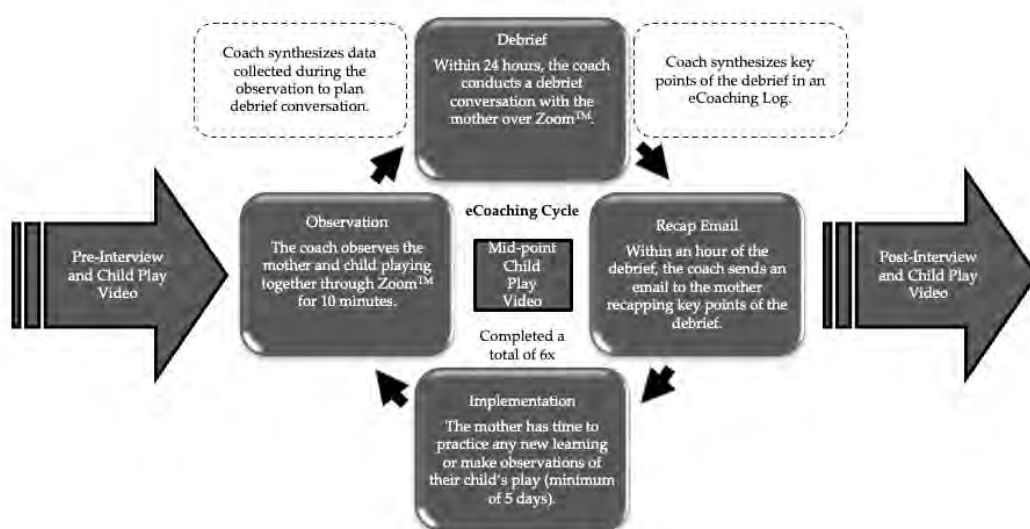 Coach synthesizes data
collected during the
observation to plan
debrief conversation.
Debrief
Within 24 hours, the coach
conducts a debrief
conversation with the
mother over Zoom™.
Coach synthesizes key
points of the debrief in an
eCoaching Log.
Pre-Interview
and Child Play
Video
Observation
The coach observes the
mother and child playing
together through Zoom™
for 10 minutes.
eCoaching Cycle
Mid-point
Child
Play
Video
Completed a
total of 6x
Recap Email
Within an hour of the
debrief, the coach sends an
email to the mother
recapping key points of the
debrief.
Post-Interview
and Child Play
Video
Implementation
The mother has time to
practice any new learning
or make observations of
their child's play (minimum
of 5 days).